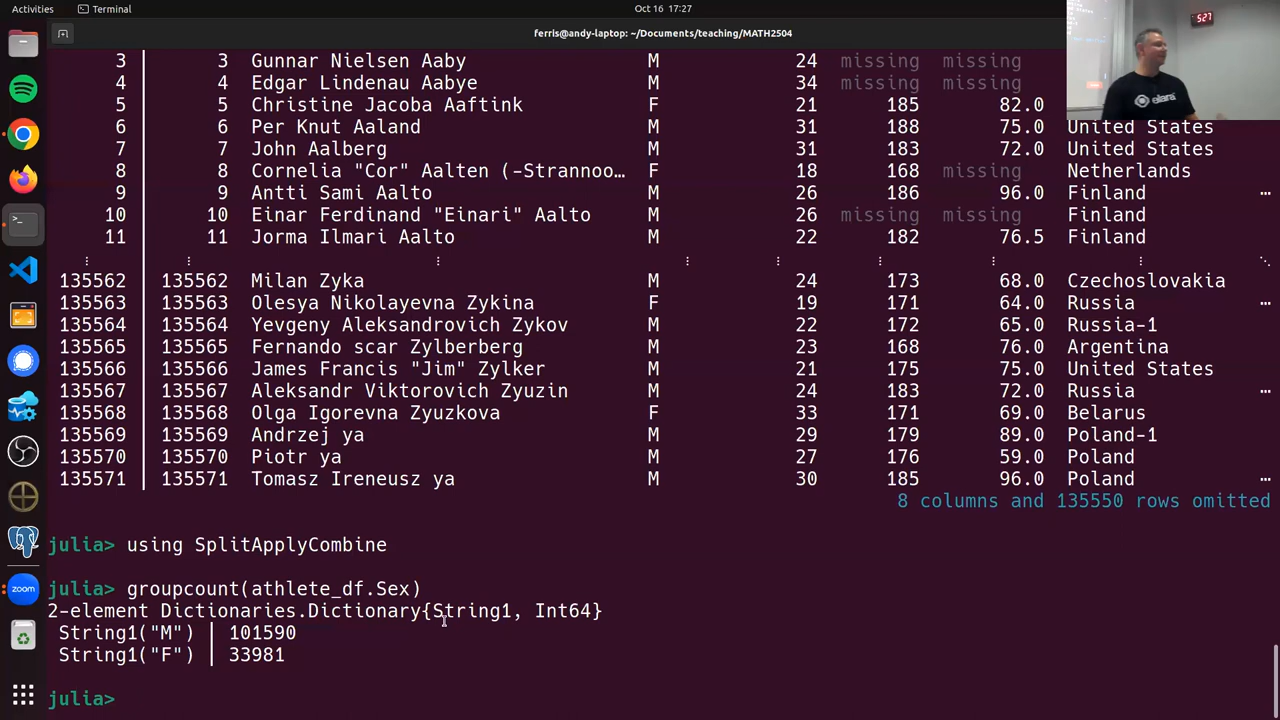 Activities Terminal Oct 16 17:27
ferris@andy-laptop: ~/Documents/teaching/MATH2504
527
elara
3 3 Gunnar Nielsen Aaby M 24 missing missing
4 4 Edgar Lindenau Aabye M 34 missing missing
5 5 Christine Jacoba Aaftink F 21 185 82.0
6 6 Per Knut Aaland M 31 188 75.0 United States
7 7 John Aalberg M 31 183 72.0 United States
8 8 Cornelia "Cor" Aalten (-Strannoo… F 18 168 missing Netherlands
9 9 Antti Sami Aalto M 26 186 96.0 Finland ⋯
10 10 Einar Ferdinand "Einari" Aalto M 26 missing missing Finland
11 11 Jorma Ilmari Aalto M 22 182 76.5 Finland
⋮ ⋮ ⋮ ⋮ ⋮ ⋮ ⋮ ⋮ ⋱
135562 135562 Milan Zyka M 24 173 68.0 Czechoslovakia
135563 135563 Olesya Nikolayevna Zykina F 19 171 64.0 Russia ⋯
135564 135564 Yevgeny Aleksandrovich Zykov M 22 172 65.0 Russia-1
135565 135565 Fernando scar Zylberberg M 23 168 76.0 Argentina
135566 135566 James Francis "Jim" Zylker M 21 175 75.0 United States
135567 135567 Aleksandr Viktorovich Zyuzin M 24 183 72.0 Russia ⋯
135568 135568 Olga Igorevna Zyuzkova F 33 171 69.0 Belarus
135569 135569 Andrzej ya M 29 179 89.0 Poland-1
135570 135570 Piotr ya M 27 176 59.0 Poland
135571 135571 Tomasz Ireneusz ya M 30 185 96.0 Poland ⋯
8 columns and 135550 rows omitted
julia> using SplitApplyCombine
julia> groupcount(athlete_df.Sex)
2-element Dictionaries.Dictionary{String1, Int64}
String1("M") │ 101590
String1("F") │ 33981
julia>
zoom